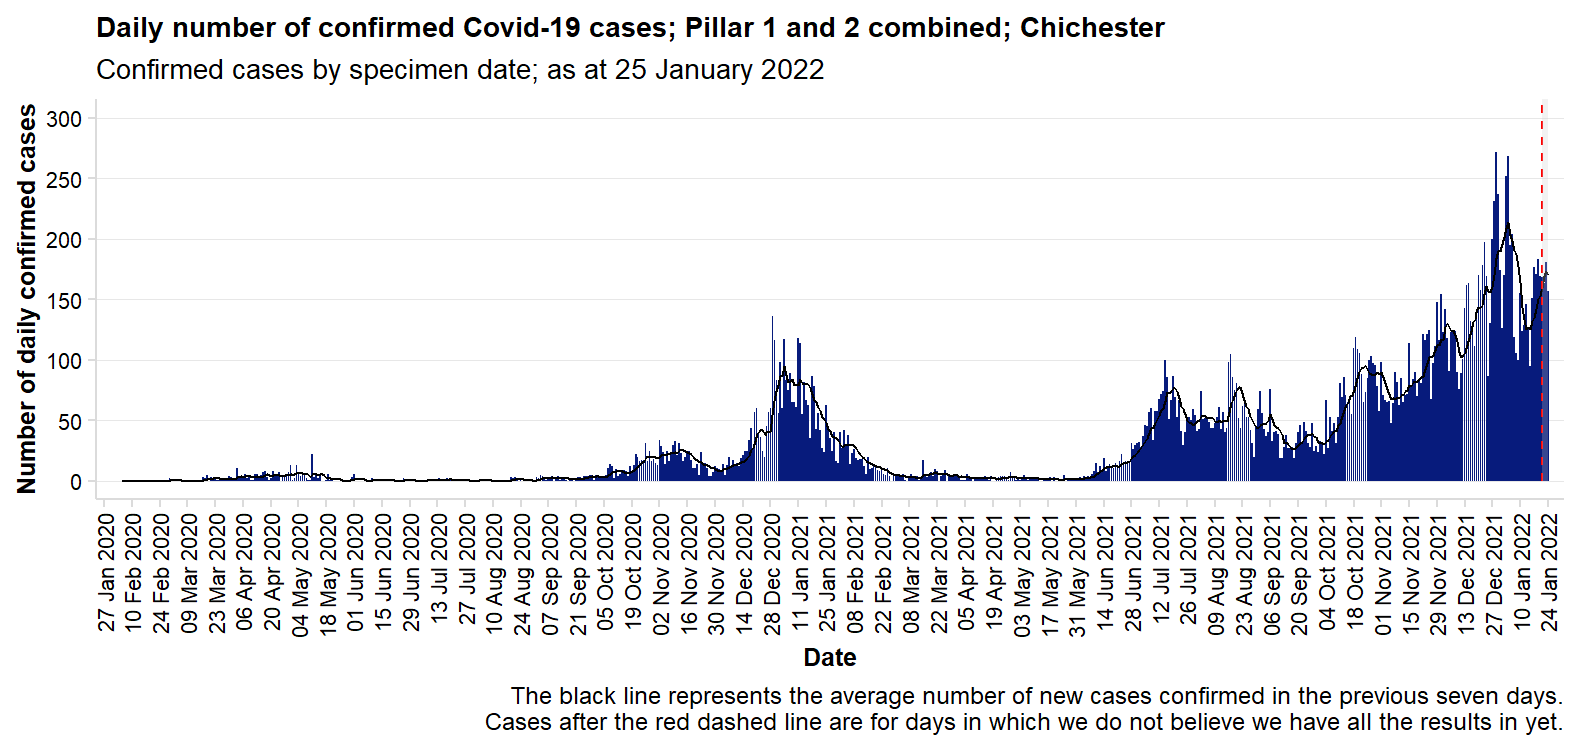 Daily number of confirmed Covid-19 cases; Pillar 1 and 2 combined; Chichester
Confirmed cases by specimen date; as at 25 January 2022
Number of daily confirmed cases
300
250
200
150
100
50
0
27 Jan 2020
10 Feb 2020
24 Feb 2020
09 Mar 2020
23 Mar 2020
06 Apr 2020
20 Apr 2020
04 May 2020
18 May 2020
01 Jun 2020
15 Jun 2020
29 Jun 2020
13 Jul 2020
27 Jul 2020
10 Aug 2020
24 Aug 2020
07 Sep 2020
21 Sep 2020
05 Oct 2020
19 Oct 2020
02 Nov 2020
16 Nov 2020
30 Nov 2020
14 Dec 2020
28 Dec 2020
11 Jan 2021
25 Jan 2021
08 Feb 2021
22 Feb 2021
08 Mar 2021
22 Mar 2021
05 Apr 2021
19 Apr 2021
03 May 2021
17 May 2021
31 May 2021
14 Jun 2021
28 Jun 2021
12 Jul 2021
26 Jul 2021
09 Aug 2021
23 Aug 2021
06 Sep 2021
20 Sep 2021
04 Oct 2021
18 Oct 2021
01 Nov 2021
15 Nov 2021
29 Nov 2021
13 Dec 2021
27 Dec 2021
10 Jan 2022
24 Jan 2022
Date
The black line represents the average number of new cases confirmed in the previous seven days.
Cases after the red dashed line are for days in which we do not believe we have all the results in yet.